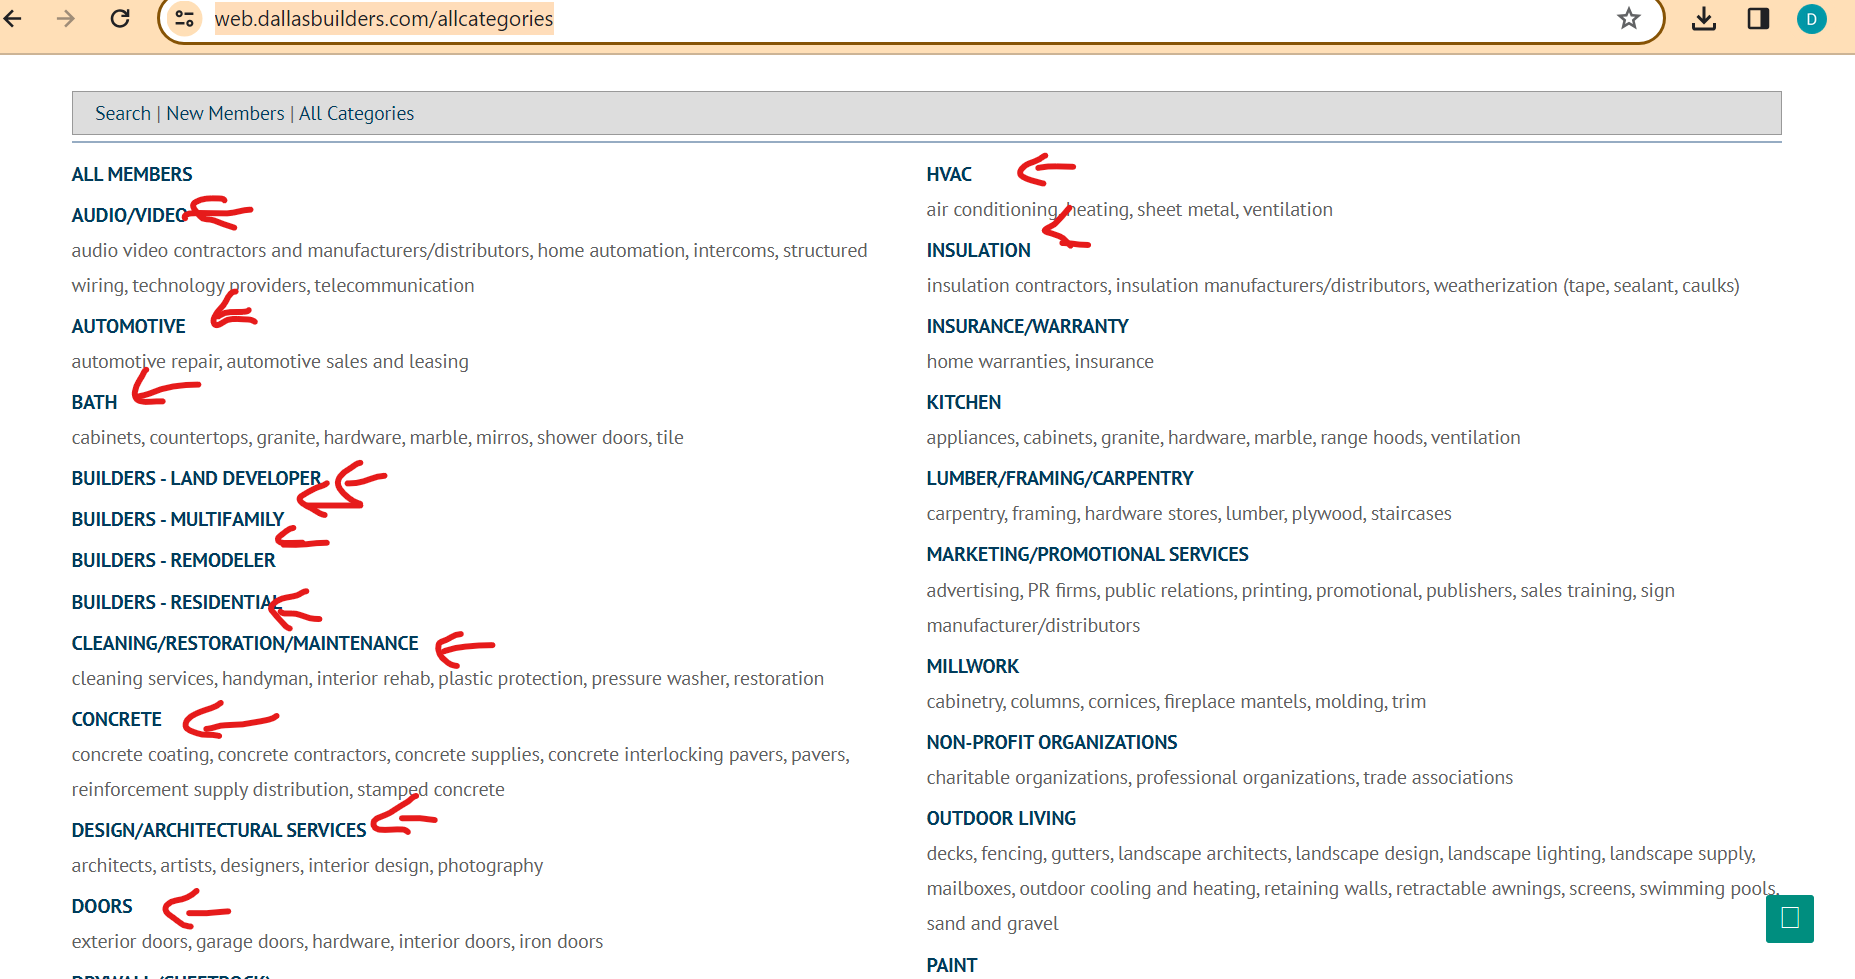 web.dallasbuilders.com/allcategories
D
Search | New Members | All Categories
ALL MEMBERS
AUDIO/VIDEO
audio video contractors and manufacturers/distributors, home automation, intercoms, structured
wiring, technology providers, telecommunication
AUTOMOTIVE
automotive repair, automotive sales and leasing
BATH
cabinets, countertops, granite, hardware, marble, mirros, shower doors, tile
BUILDERS - LAND DEVELOPER
BUILDERS - MULTIFAMILY
BUILDERS - REMODELER
BUILDERS - RESIDENTIAL
CLEANING/RESTORATION/MAINTENANCE
cleaning services, handyman, interior rehab, plastic protection, pressure washer, restoration
CONCRETE
concrete coating, concrete contractors, concrete supplies, concrete interlocking pavers, pavers,
reinforcement supply distribution, stamped concrete
DESIGN/ARCHITECTURAL SERVICES
architects, artists, designers, interior design, photography
DOORS
exterior doors, garage doors, hardware, interior doors, iron doors
DRYWALL (SHEETROCK)
HVAC
air conditioning, heating, sheet metal, ventilation
INSULATION
insulation contractors, insulation manufacturers/distributors, weatherization (tape, sealant, caulks)
INSURANCE/WARRANTY
home warranties, insurance
KITCHEN
appliances, cabinets, granite, hardware, marble, range hoods, ventilation
LUMBER/FRAMING/CARPENTRY
carpentry, framing, hardware stores, lumber, plywood, staircases
MARKETING/PROMOTIONAL SERVICES
advertising, PR firms, public relations, printing, promotional, publishers, sales training, sign
manufacturer/distributors
MILLWORK
cabinetry, columns, cornices, fireplace mantels, molding, trim
NON-PROFIT ORGANIZATIONS
charitable organizations, professional organizations, trade associations
OUTDOOR LIVING
decks, fencing, gutters, landscape architects, landscape design, landscape lighting, landscape supply,
mailboxes, outdoor cooling and heating, retaining walls, retractable awnings, screens, swimming pools,
sand and gravel
PAINT